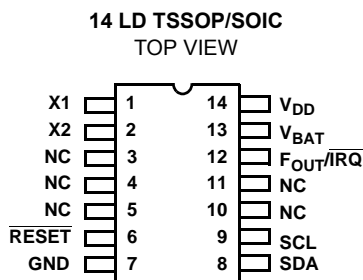 14 LD TSSOP/SOIC
TOP VIEW
X1 1 14 VDD
X2 2 13 VBAT
NC 3 12 FOUT/IRQ
NC 4 11 NC
NC 5 10 NC
RESET 6 9 SCL
GND 7 8 SDA